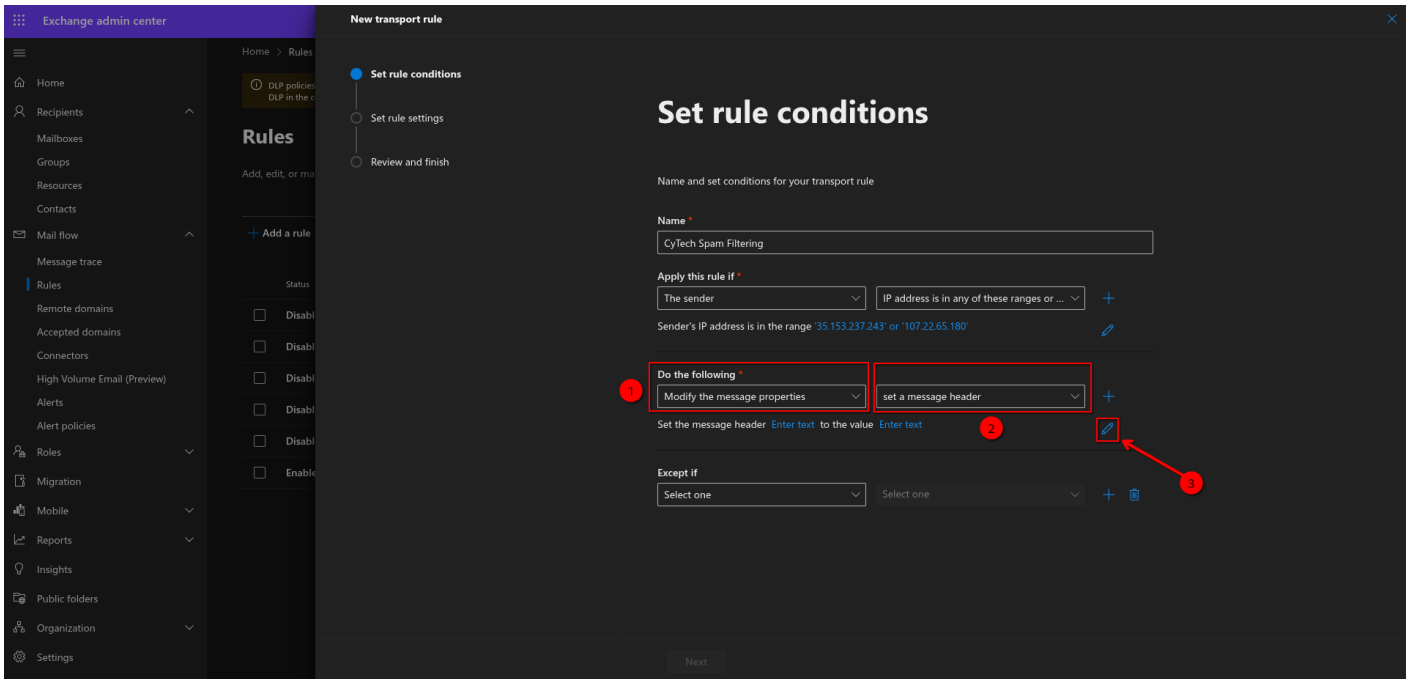 Exchange admin center
New transport rule
Home > Rules
DLP policies
DLP in the c
Home
Recipients
Mailboxes
Groups
Resources
Contacts
Mail flow
Message trace
Rules
Remote domains
Accepted domains
Connectors
High Volume Email (Preview)
Alerts
Alert policies
Roles
Migration
Mobile
Reports
Insights
Public folders
Organization
Settings
Rules
Add, edit, or ma
Add a rule
Status
Disabl
Disabl
Disabl
Disabl
Disabl
Enable
Set rule conditions
Set rule settings
Review and finish
Set rule conditions
Name and set conditions for your transport rule
Name *
CyTech Spam Filtering
Apply this rule if *
The sender
IP address is in any of these ranges or ...
Sender's IP address is in the range '35.153.237.243' or '107.22.65.180'
Do the following *
1
Modify the message properties
set a message header
Set the message header Enter text to the value Enter text
2
3
Except if
Select one
Select one
Next